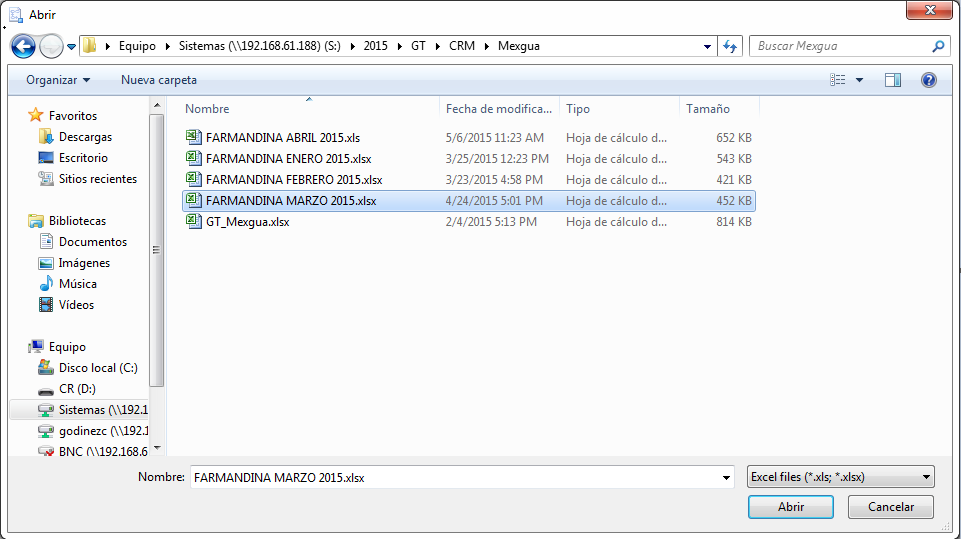 Abrir
Equipo Sistemas (\\192.168.61.188) (S:) 2015 GT CRM Mexgua Buscar Mexgua
Organizar Nueva carpeta
Favoritos
Descargas
Escritorio
Sitios recientes
Bibliotecas
Documentos
Imágenes
Música
Vídeos
Equipo
Disco local (C:)
CR (D:)
Sistemas (\\192.1
godinezc (\\192.1
BNC (\\192.168.6
Nombre Fecha de modifica... Tipo Tamaño
FARMANDINA ABRIL 2015.xls 5/6/2015 11:23 AM Hoja de cálculo d... 652 KB
FARMANDINA ENERO 2015.xlsx 3/25/2015 12:23 PM Hoja de cálculo d... 543 KB
FARMANDINA FEBRERO 2015.xlsx 3/23/2015 4:58 PM Hoja de cálculo d... 421 KB
FARMANDINA MARZO 2015.xlsx 4/24/2015 5:01 PM Hoja de cálculo d... 452 KB
GT_Mexgua.xlsx 2/4/2015 5:13 PM Hoja de cálculo d... 814 KB
Nombre: FARMANDINA MARZO 2015.xlsx Excel files (*.xls; *.xlsx)
Abrir Cancelar